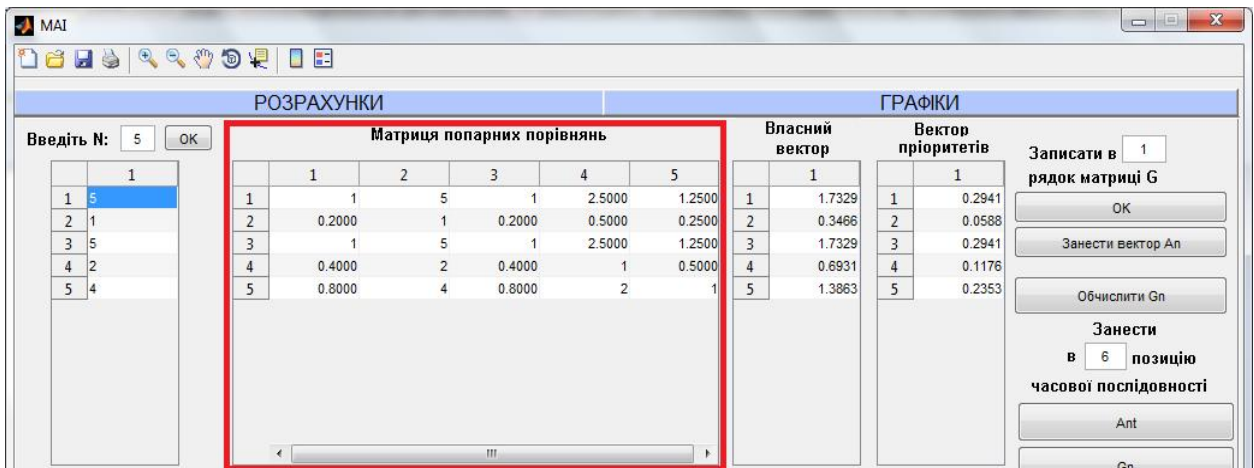 MAI
РОЗРАХУНКИ ГРАФІКИ
Введіть N: 5 OK
1
1 5
2 1
3 5
4 2
5 4
Матриця попарних порівнянь
1 2 3 4 5
1 1 5 1 2.5000 1.2500
2 0.2000 1 0.2000 0.5000 0.2500
3 1 5 1 2.5000 1.2500
4 0.4000 2 0.4000 1 0.5000
5 0.8000 4 0.8000 2 1
Власний
вектор
1
1 1.7329
2 0.3466
3 1.7329
4 0.6931
5 1.3863
Вектор
пріоритетів
1
1 0.2941
2 0.0588
3 0.2941
4 0.1176
5 0.2353
Записати в 1
рядок матриці G
OK
Занести вектор An
Обчислити Gn
Занести
в 6 позицію
часової послідовності
Ant
Gn